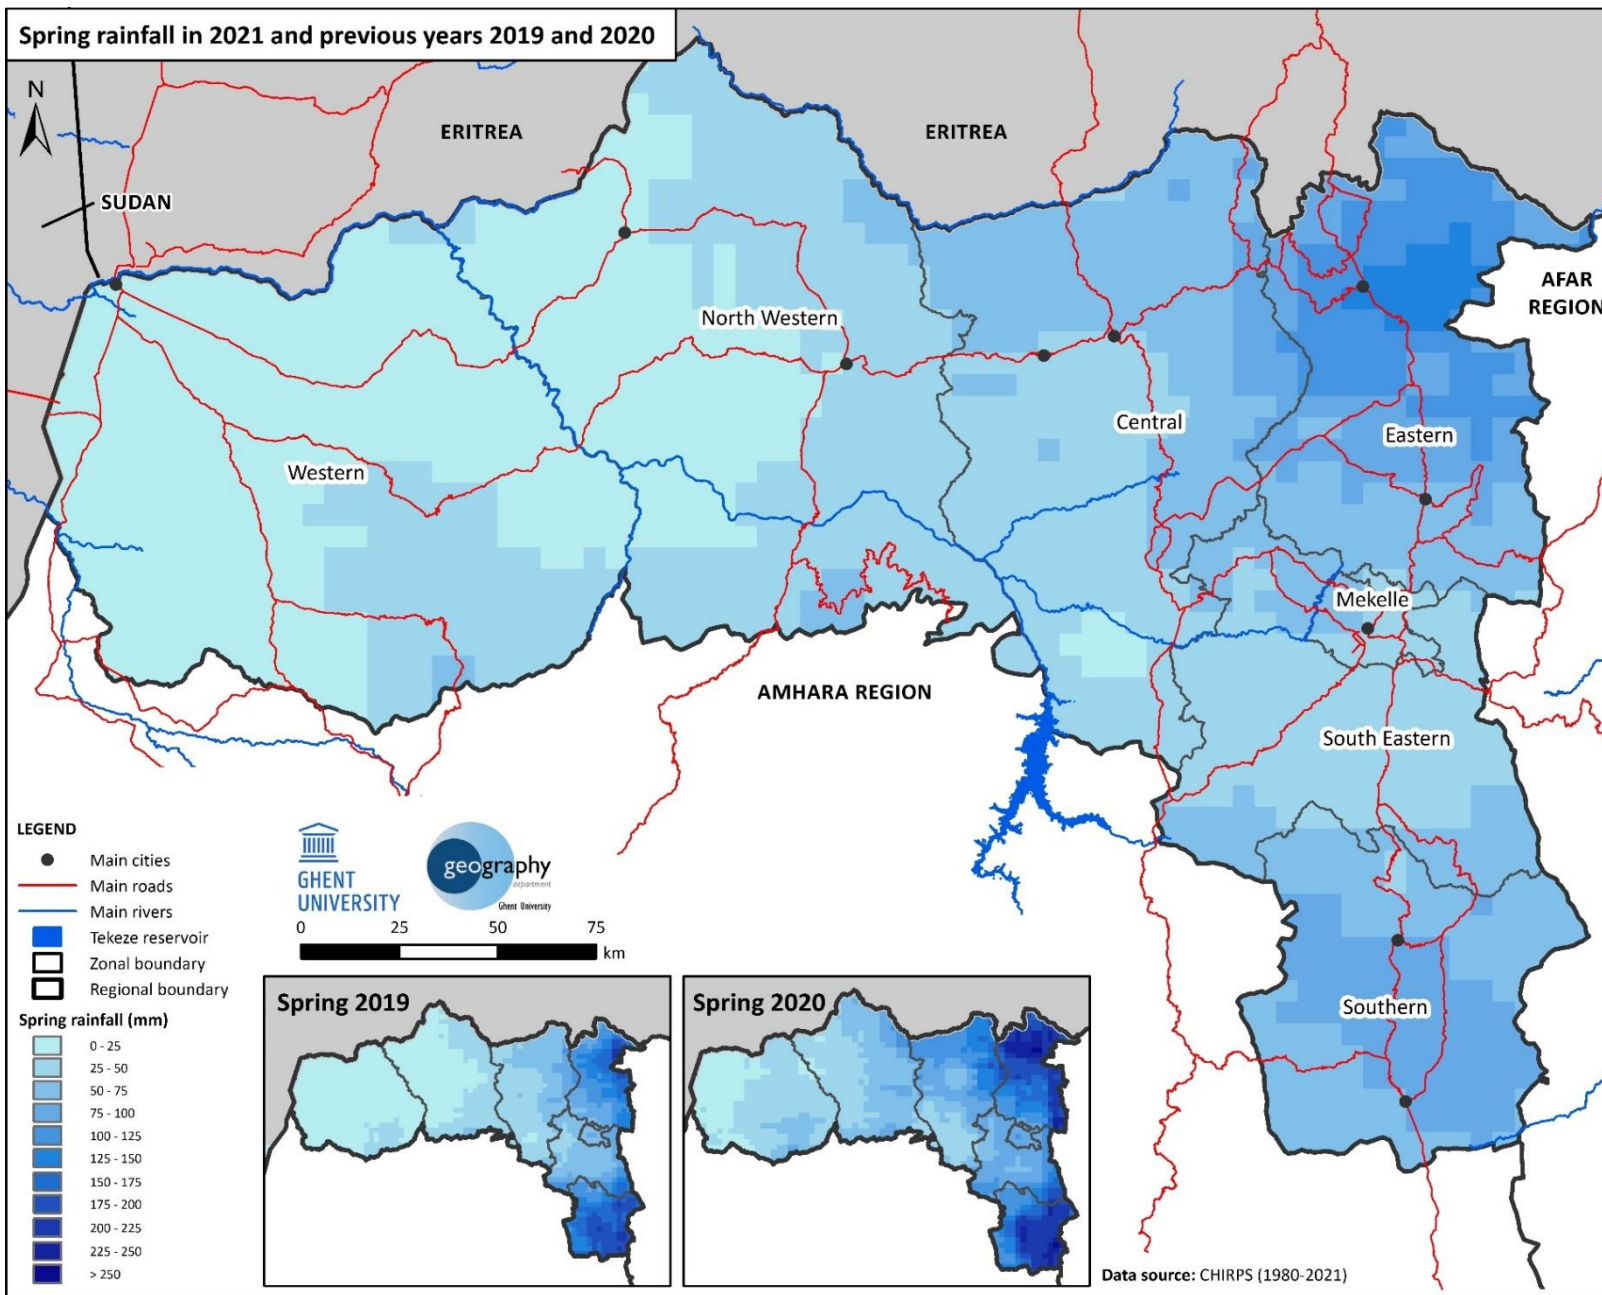 Spring rainfall in 2021 and previous years 2019 and 2020
N
ERITREA
ERITREA
SUDAN
AFAR
REGION
North Western
Central
Eastern
Western
Mekelle
AMHARA REGION
South Eastern
Southern
LEGEND
Main cities
Main roads
Main rivers
Tekeze reservoir
Zonal boundary
Regional boundary
Spring rainfall (mm)
0 - 25
25 - 50
50 - 75
75 - 100
100 - 125
125 - 150
150 - 175
175 - 200
200 - 225
225 - 250
> 250
GHENT
UNIVERSITY
geography
department
Ghent University
0 25 50 75
km
Spring 2019
Spring 2020
Data source: CHIRPS (1980-2021)